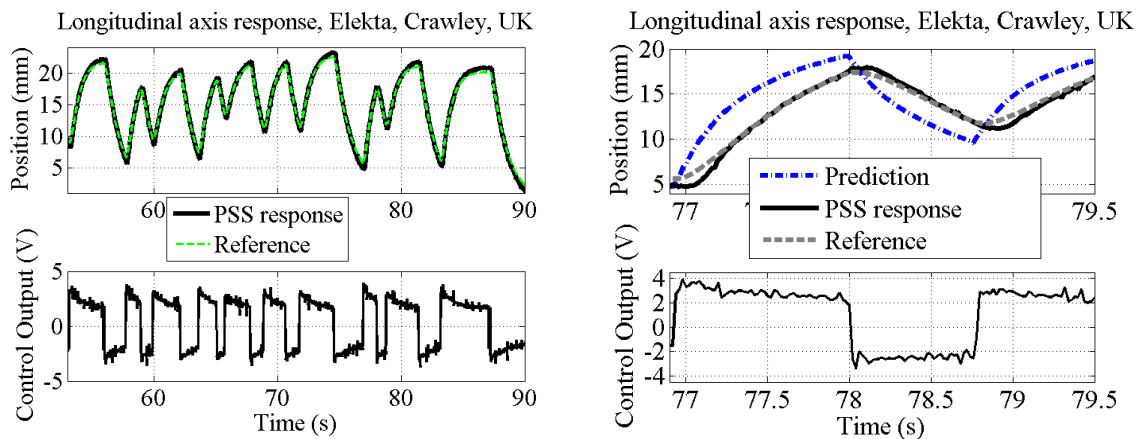 Longitudinal axis response, Elekta, Crawley, UK
Position (mm)
20
15
10
5
60
70
80
90
PSS response
Reference
Control Output (V)
5
0
-5
60
70
80
90
Time (s)
Longitudinal axis response, Elekta, Crawley, UK
Position (mm)
20
15
10
5
77
78
79.5
Prediction
PSS response
Reference
Control Output (V)
4
2
0
-2
-4
77
77.5
78
78.5
79
79.5
Time (s)